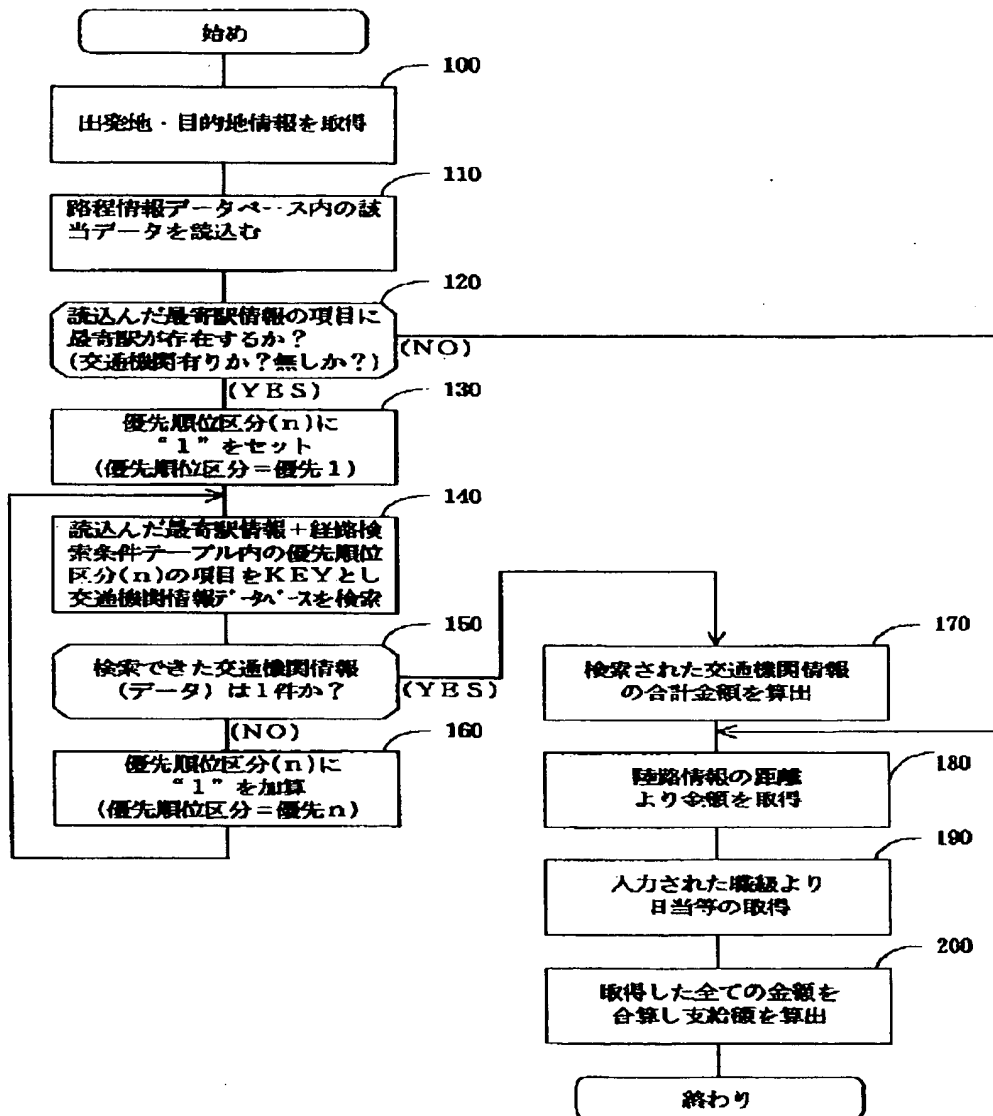 始め
100
出発地・目的地情報を取得
110
路程情報データベース内の該
当データを読込む
120
読込んだ最寄駅情報の項目に
最寄駅が存在するか？
(交通機関有りか？無しか？)
(NO)
(YES)
130
優先順位区分(n)に
“1”をセット
(優先順位区分＝優先1)
140
読込んだ最寄駅情報＋経路検
索条件テーブル内の優先順位
区分(n)の項目をKEYとし
交通機関情報データベースを検索
150
検索できた交通機関情報
(データ)は1件か？
(YES)
(NO)
160
優先順位区分(n)に
“1”を加算
(優先順位区分＝優先n)
170
検索された交通機関情報
の合計金額を算出
180
陸路情報の距離
より金額を取得
190
入力された職級より
日当等の取得
200
取得した全ての金額を
合算し支給額を算出
終わり